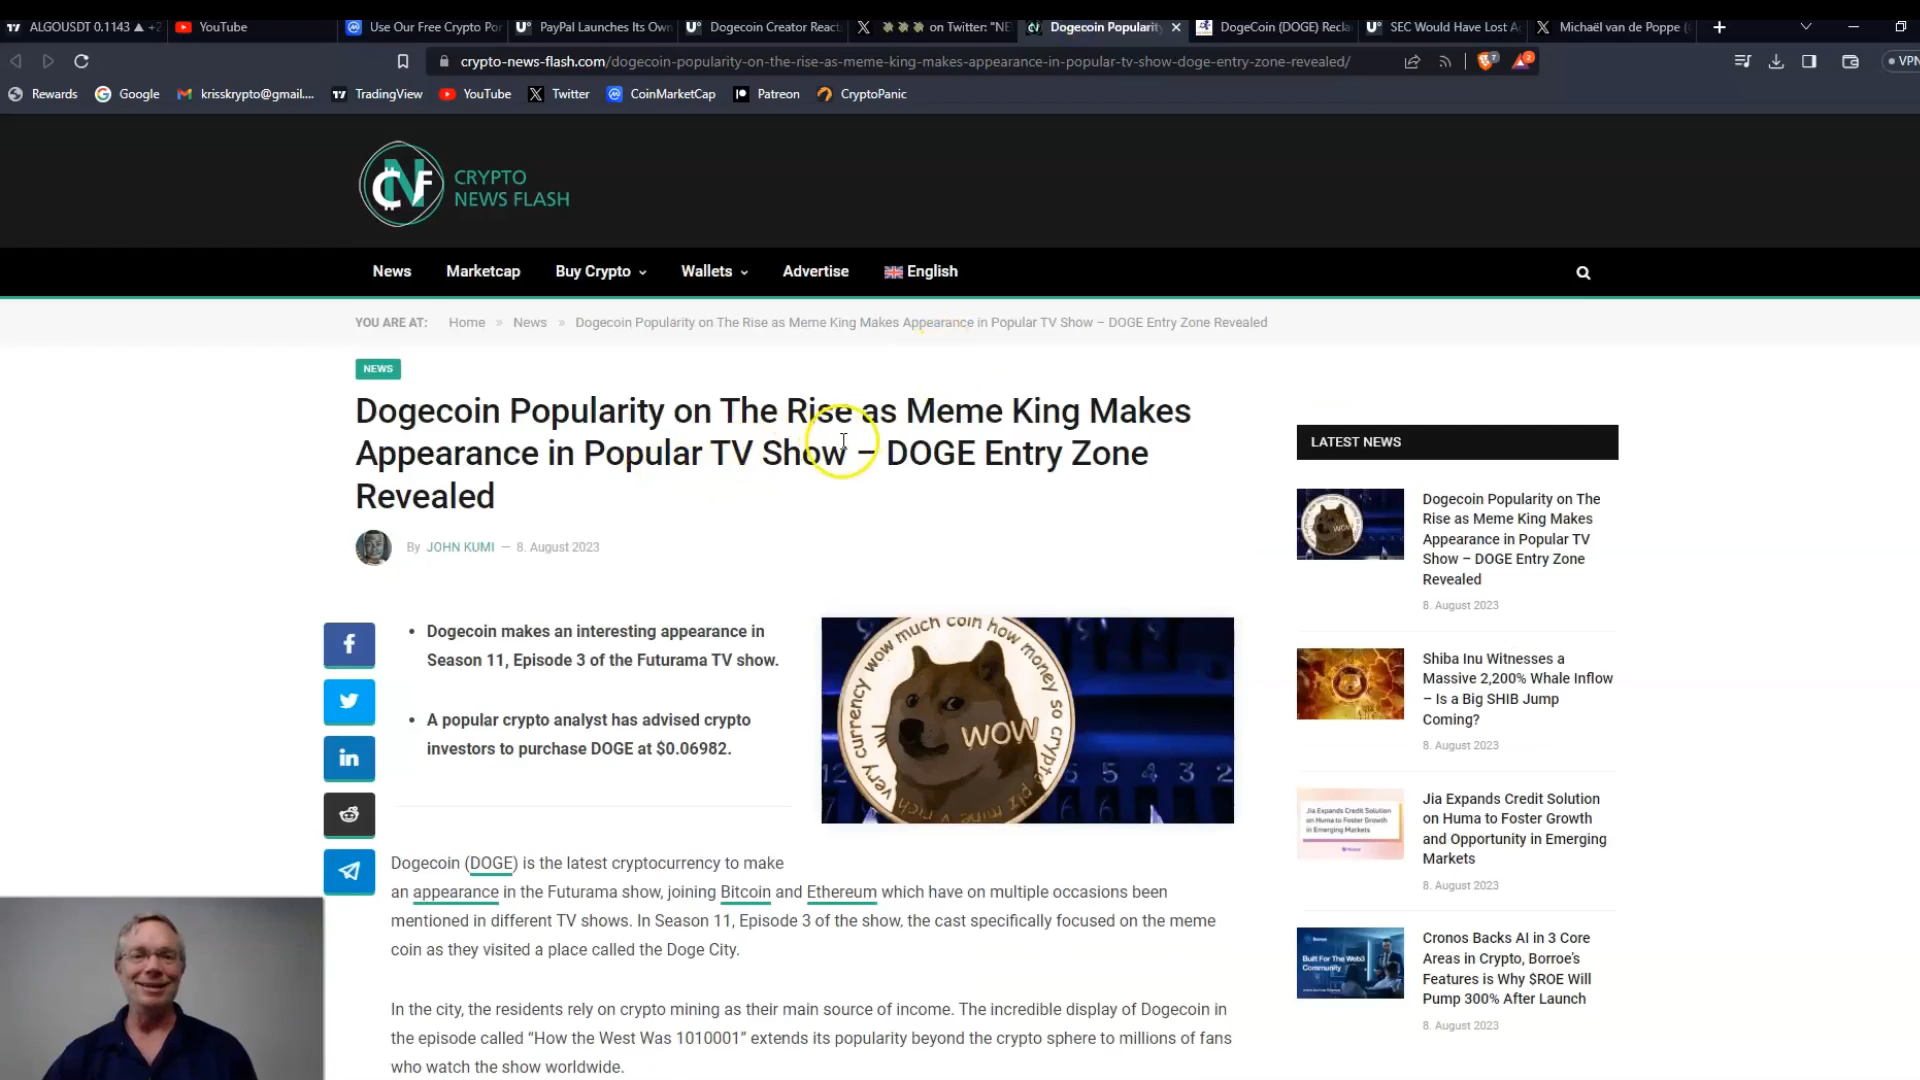 ALGOUSDT 0.1143 ▲ +2
YouTube
Use Our Free Crypto Por
PayPal Launches Its Own
Dogecoin Creator React
on Twitter: "NE
Dogecoin Popularity
DogeCoin (DOGE) Recla
SEC Would Have Lost A
Michaël van de Poppe (
crypto-news-flash.com/dogecoin-popularity-on-the-rise-as-meme-king-makes-appearance-in-popular-tv-show-doge-entry-zone-revealed/
7
2
VPN
Rewards
Google
krisskrypto@gmail....
TradingView
YouTube
Twitter
CoinMarketCap
Patreon
CryptoPanic
CNF
CRYPTO
NEWS FLASH
News
Marketcap
Buy Crypto
Wallets
Advertise
English
YOU ARE AT: Home » News » Dogecoin Popularity on The Rise as Meme King Makes Appearance in Popular TV Show – DOGE Entry Zone Revealed
NEWS
Dogecoin Popularity on The Rise as Meme King Makes
Appearance in Popular TV Show – DOGE Entry Zone
Revealed
By JOHN KUMI — 8. August 2023
• Dogecoin makes an interesting appearance in
Season 11, Episode 3 of the Futurama TV show.
• A popular crypto analyst has advised crypto
investors to purchase DOGE at $0.06982.
very currency wow much coin how money so crypto plz mine v rich
WOW
Dogecoin (DOGE) is the latest cryptocurrency to make
an appearance in the Futurama show, joining Bitcoin and Ethereum which have on multiple occasions been
mentioned in different TV shows. In Season 11, Episode 3 of the show, the cast specifically focused on the meme
coin as they visited a place called the Doge City.
In the city, the residents rely on crypto mining as their main source of income. The incredible display of Dogecoin in
the episode called “How the West Was 1010001” extends its popularity beyond the crypto sphere to millions of fans
who watch the show worldwide.
LATEST NEWS
Dogecoin Popularity on The
Rise as Meme King Makes
Appearance in Popular TV
Show – DOGE Entry Zone
Revealed
8. August 2023
Shiba Inu Witnesses a
Massive 2,200% Whale Inflow
– Is a Big SHIB Jump
Coming?
8. August 2023
Jia Expands Credit Solution
on Huma to Foster Growth
and Opportunity in Emerging
Markets
Jia Expands Credit Solution
on Huma to Foster Growth
and Opportunity in Emerging
Markets
8. August 2023
Built For The Web3
Community
Cronos Backs AI in 3 Core
Areas in Crypto, Borroe’s
Features is Why $ROE Will
Pump 300% After Launch
8. August 2023